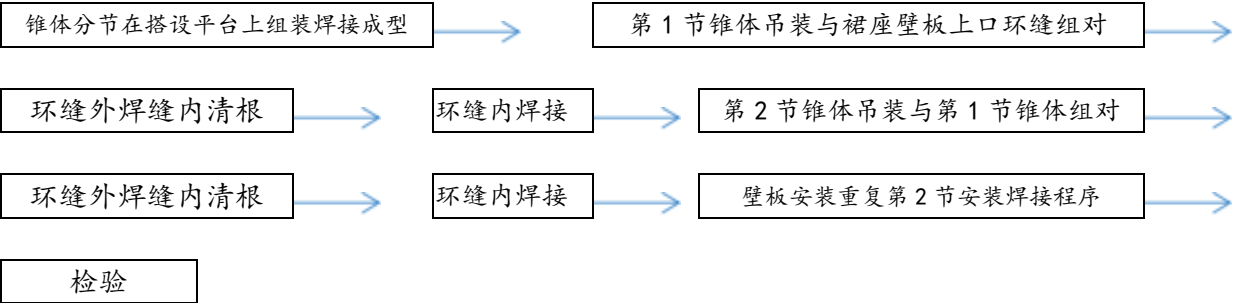 锥体分节在搭设平台上组装焊接成型
第1节锥体吊装与裙座壁板上口环缝组对
环缝外焊缝内清根
环缝内焊接
第2节锥体吊装与第1节锥体组对
环缝外焊缝内清根
环缝内焊接
壁板安装重复第2节安装焊接程序
检验